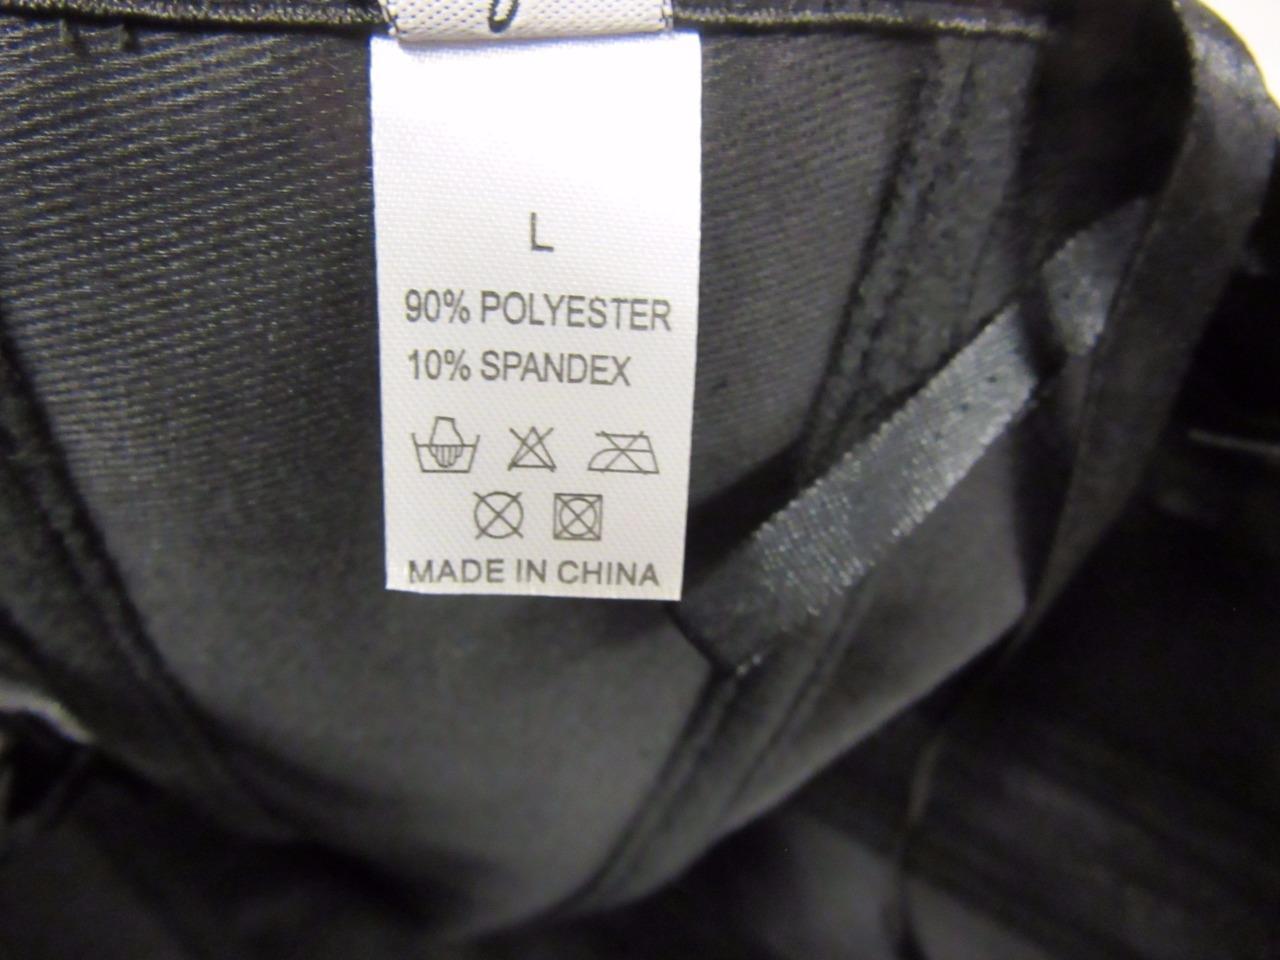 L
90% POLYESTER
10% SPANDEX
MADE IN CHINA